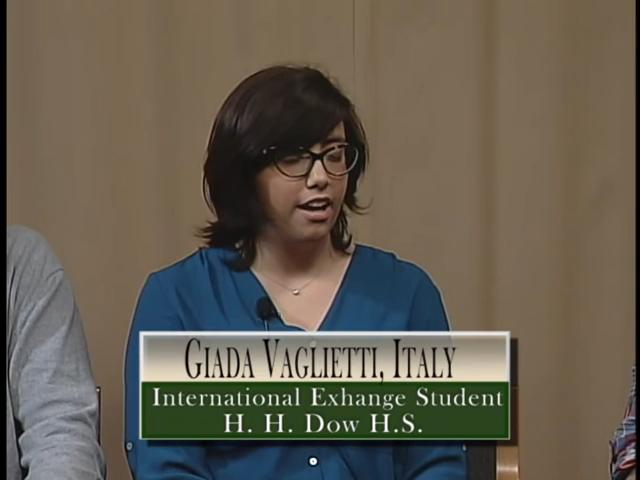 GIADA VAGLIETTI, ITALY
International Exhange Student
H. H. Dow H.S.